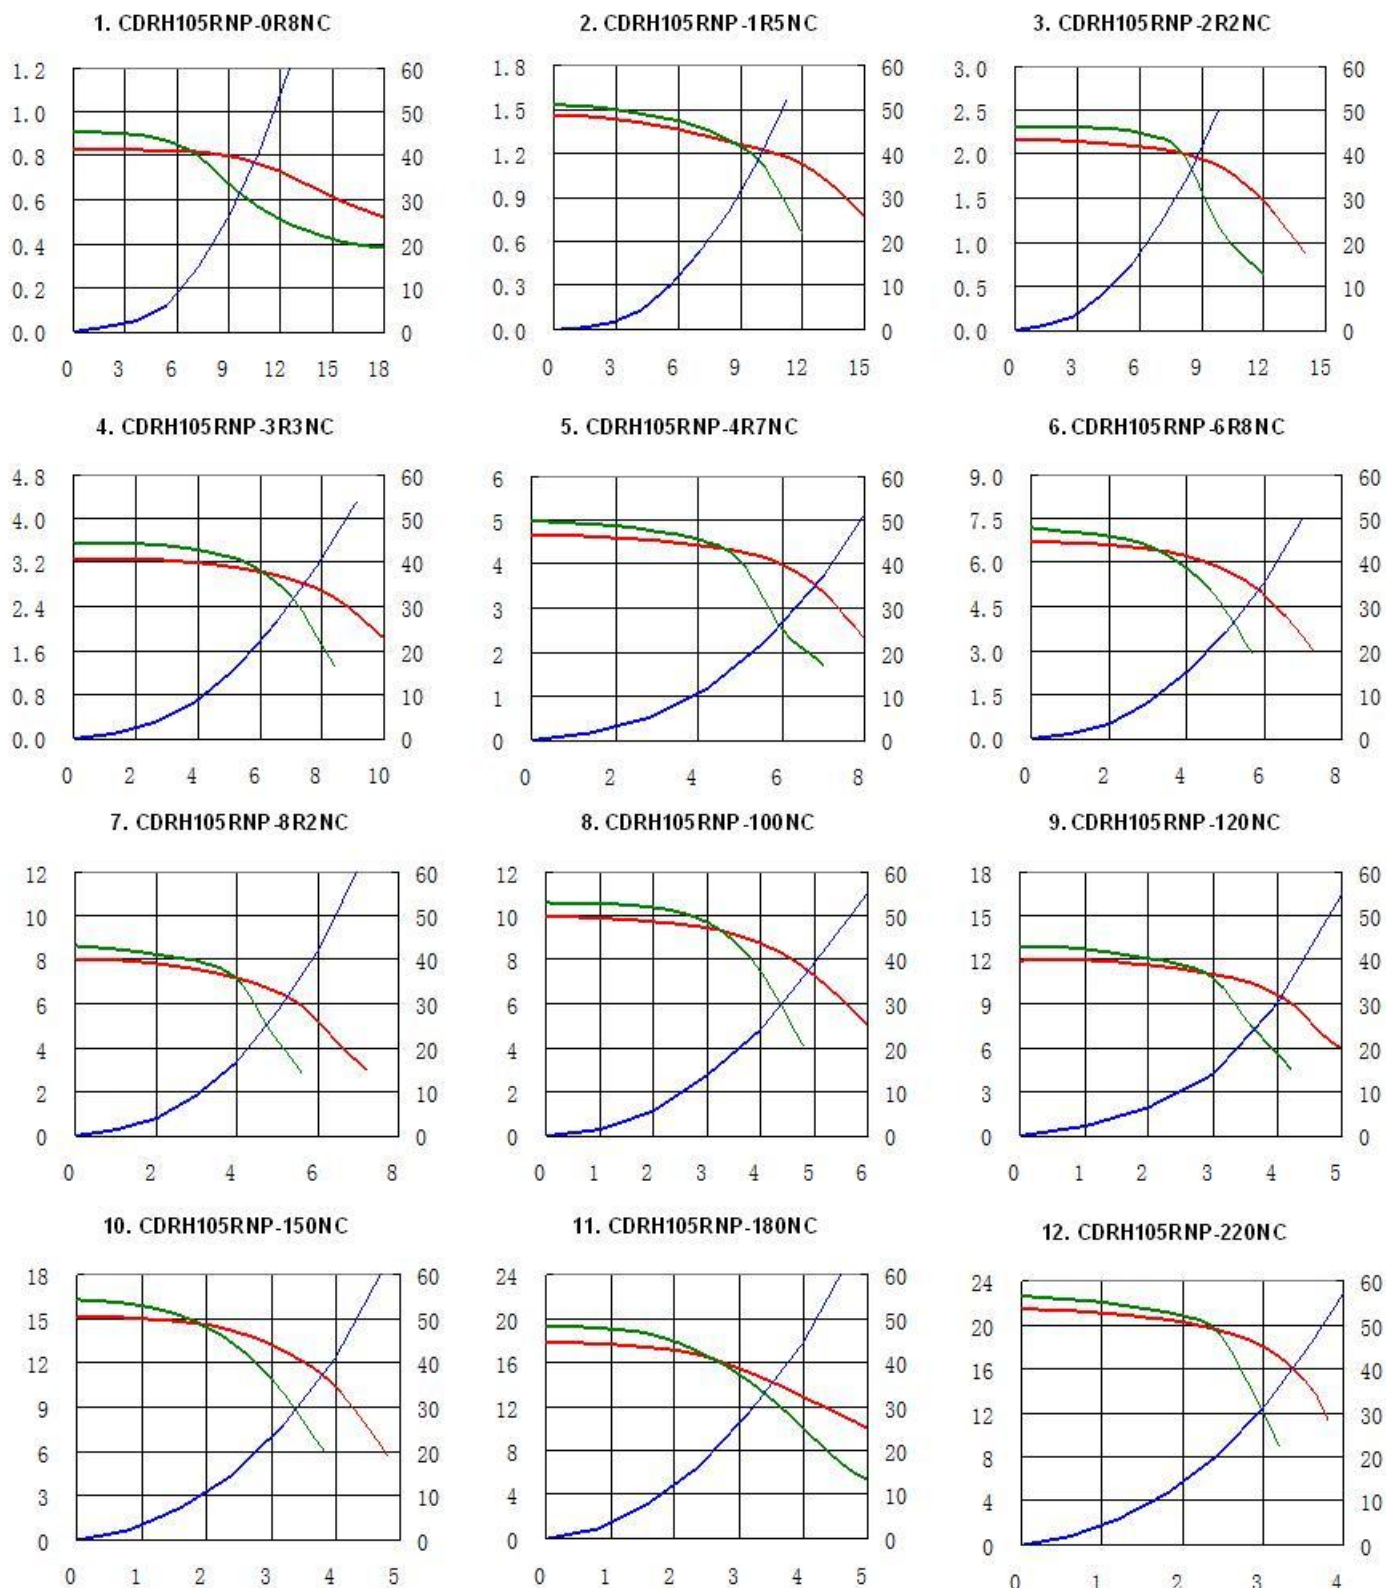 1. CDRH105RNP-0R8NC
2. CDRH105RNP-1R5NC
3. CDRH105RNP-2R2NC
1.2 60 1.8 60 3.0 60
1.0 50 1.5 50 2.5 50
0.8 40 1.2 40 2.0 40
0.6 30 0.9 30 1.5 30
0.4 20 0.6 20 1.0 20
0.2 10 0.3 10 0.5 10
0.0 0 0.0 0 0.0 0
0 3 6 9 12 15 18 0 3 6 9 12 15 0 3 6 9 12 15
4. CDRH105RNP-3R3NC
5. CDRH105RNP-4R7NC
6. CDRH105RNP-6R8NC
4.8 60 6 60 9.0 60
4.0 50 5 50 7.5 50
3.2 40 4 40 6.0 40
2.4 30 3 30 4.5 30
1.6 20 2 20 3.0 20
0.8 10 1 10 1.5 10
0.0 0 0 0 0.0 0
0 2 4 6 8 10 0 2 4 6 8 0 2 4 6 8
7. CDRH105RNP-8R2NC
8. CDRH105RNP-100NC
9. CDRH105RNP-120NC
12 60 12 60 18 60
10 50 10 50 15 50
8 40 8 40 12 40
6 30 6 30 9 30
4 20 4 20 6 20
2 10 2 10 3 10
0 0 0 0 0 0
0 2 4 6 8 0 1 2 3 4 5 6 0 1 2 3 4 5
10. CDRH105RNP-150NC
11. CDRH105RNP-180NC
12. CDRH105RNP-220NC
18 60 24 60 24 60
15 50 20 50 20 50
12 40 16 40 16 40
9 30 12 30 12 30
6 20 8 20 8 20
3 10 4 10 4 10
0 0 0 0 0 0
0 1 2 3 4 5 0 1 2 3 4 5 0 1 2 3 4